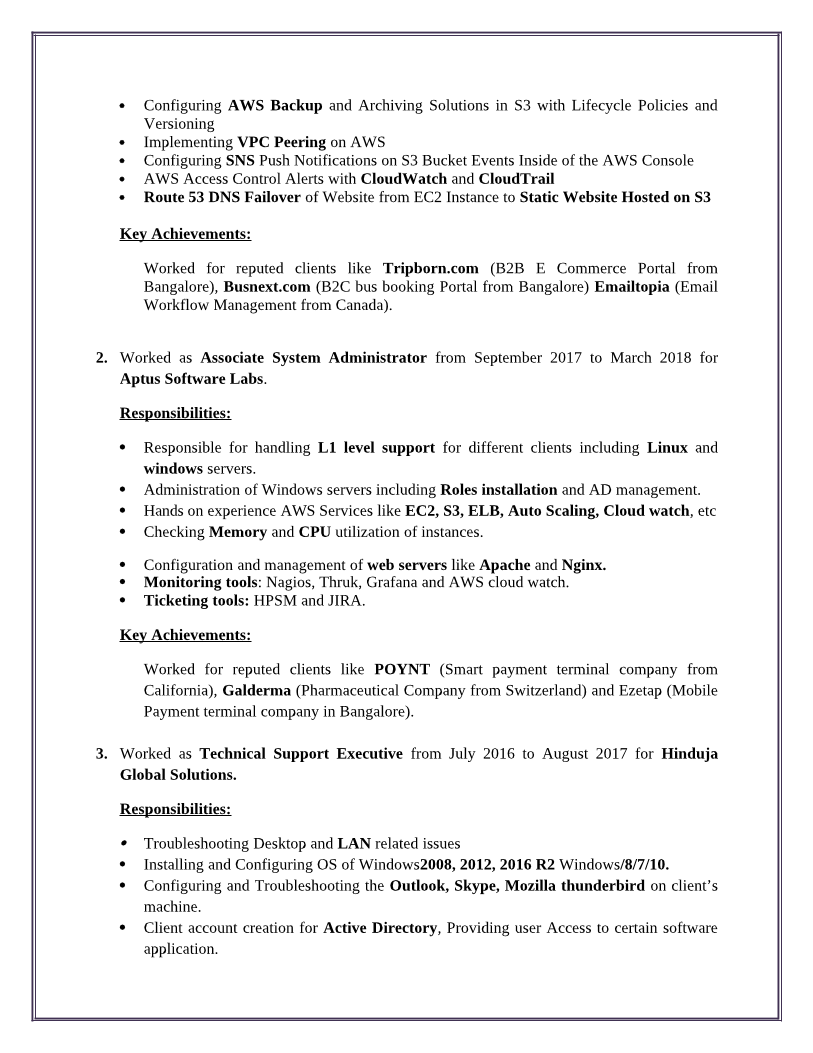 • Configuring AWS Backup and Archiving Solutions in S3 with Lifecycle Policies and
Versioning
• Implementing VPC Peering on AWS
• Configuring SNS Push Notifications on S3 Bucket Events Inside of the AWS Console
• AWS Access Control Alerts with CloudWatch and CloudTrail
• Route 53 DNS Failover of Website from EC2 Instance to Static Website Hosted on S3
Key Achievements:
Worked for reputed clients like Tripborn.com (B2B E Commerce Portal from
Bangalore), Busnext.com (B2C bus booking Portal from Bangalore) Emailtopia (Email
Workflow Management from Canada).
2. Worked as Associate System Administrator from September 2017 to March 2018 for
Aptus Software Labs.
Responsibilities:
• Responsible for handling L1 level support for different clients including Linux and
windows servers.
• Administration of Windows servers including Roles installation and AD management.
• Hands on experience AWS Services like EC2, S3, ELB, Auto Scaling, Cloud watch, etc
• Checking Memory and CPU utilization of instances.
• Configuration and management of web servers like Apache and Nginx.
• Monitoring tools: Nagios, Thruk, Grafana and AWS cloud watch.
• Ticketing tools: HPSM and JIRA.
Key Achievements:
Worked for reputed clients like POYNT (Smart payment terminal company from
California), Galderma (Pharmaceutical Company from Switzerland) and Ezetap (Mobile
Payment terminal company in Bangalore).
3. Worked as Technical Support Executive from July 2016 to August 2017 for Hinduja
Global Solutions.
Responsibilities:
• Troubleshooting Desktop and LAN related issues
• Installing and Configuring OS of Windows2008, 2012, 2016 R2 Windows/8/7/10.
• Configuring and Troubleshooting the Outlook, Skype, Mozilla thunderbird on client’s
machine.
• Client account creation for Active Directory, Providing user Access to certain software
application.